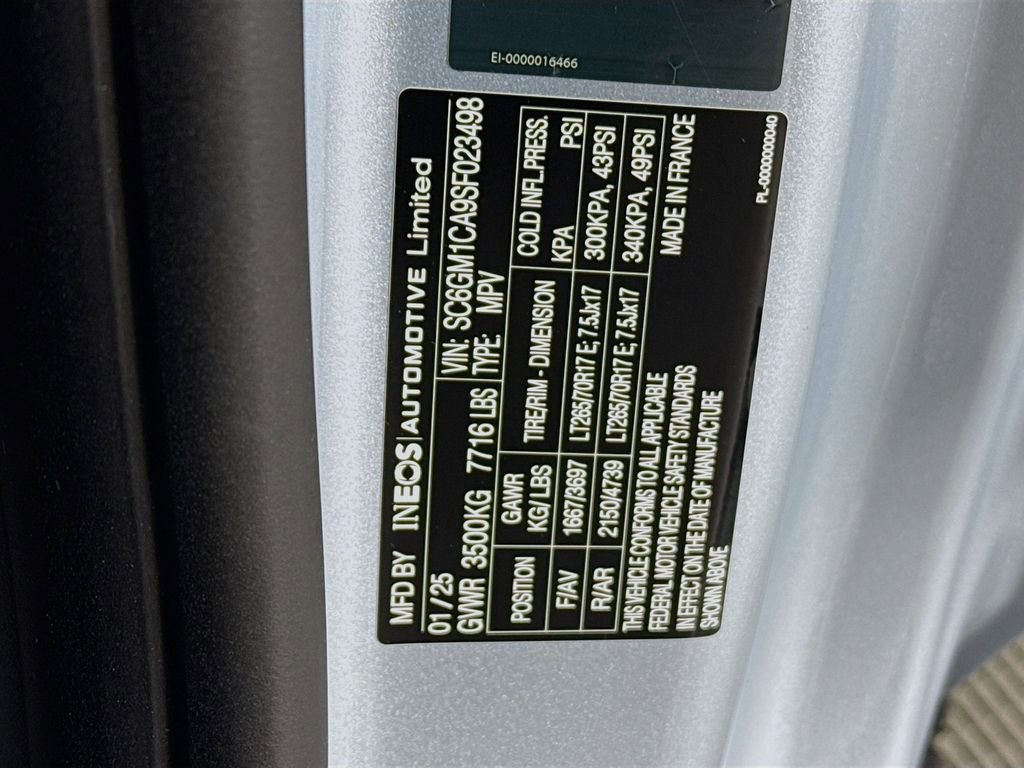 EI-0000016466
MFD BY INEOS|AUTOMOTIVE Limited
01/25 VIN: SC6GM1CA9SF023498
GVWR 3500KG 7716 LBS TYPE: MPV
POSITION GAWR KG/LBS TIRE/RIM - DIMENSION COLD INFL.PRESS. KPA PSI
F/AV 1667/3697 LT265/70R17 E; 7.5Jx17 300KPA, 43PSI
R/AR 2150/4739 LT265/70R17 E; 7.5Jx17 340KPA, 49PSI
THIS VEHICLE CONFORMS TO ALL APPLICABLE MADE IN FRANCE
FEDERAL MOTOR VEHICLE SAFETY STANDARDS
IN EFFECT ON THE DATE OF MANUFACTURE
SHOWN ABOVE
PL-0000000040